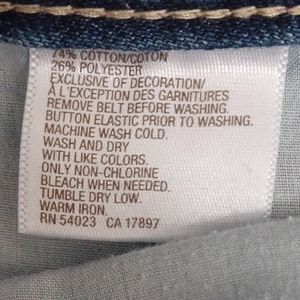 74% COTTON/COTON
26% POLYESTER
EXCLUSIVE OF DECORATION/
À L'EXCEPTION DES GARNITURES
REMOVE BELT BEFORE WASHING.
BUTTON ELASTIC PRIOR TO WASHING.
MACHINE WASH COLD.
WASH AND DRY
WITH LIKE COLORS.
ONLY NON-CHLORINE
BLEACH WHEN NEEDED.
TUMBLE DRY LOW.
WARM IRON.
RN 54023 CA 17897